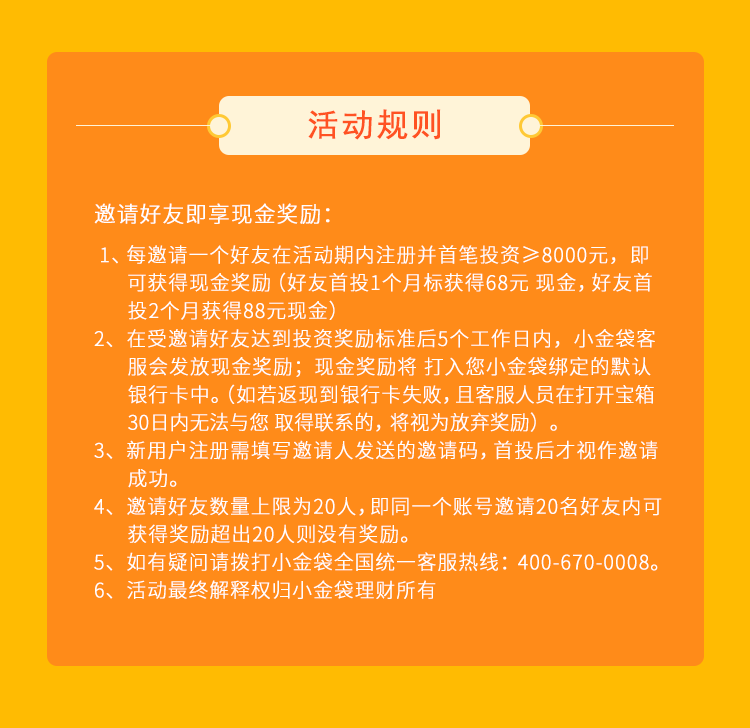 活动规则
邀请好友即享现金奖励：
1、每邀请一个好友在活动期内注册并首笔投资≥8000元，即
可获得现金奖励（好友首投1个月标获得68元 现金，好友首
投2个月获得88元现金）
2、在受邀请好友达到投资奖励标准后5个工作日内，小金袋客
服会发放现金奖励；现金奖励将 打入您小金袋绑定的默认
银行卡中。（如若返现到银行卡失败，且客服人员在打开宝箱
30日内无法与您 取得联系的，将视为放弃奖励）。
3、新用户注册需填写邀请人发送的邀请码，首投后才视作邀请
成功。
4、邀请好友数量上限为20人，即同一个账号邀请20名好友内可
获得奖励超出20人则没有奖励。
5、如有疑问请拨打小金袋全国统一客服热线：400-670-0008。
6、活动最终解释权归小金袋理财所有